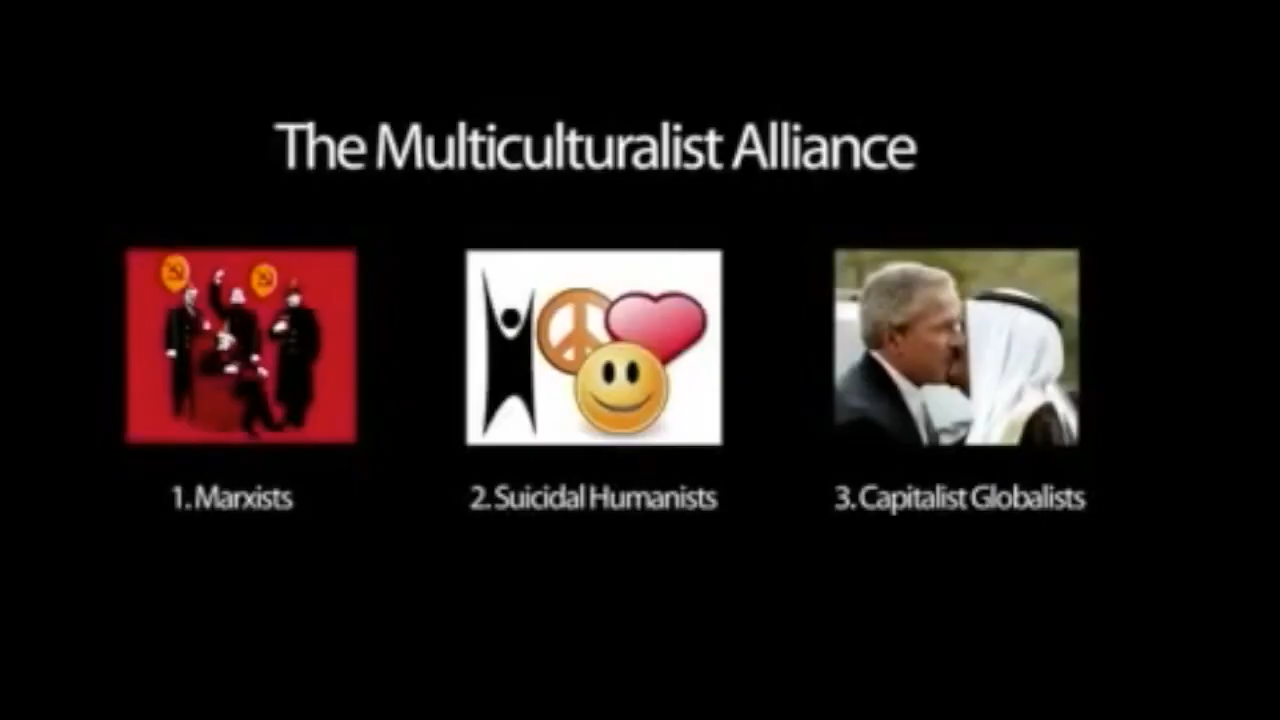 The Multiculturalist Alliance
1. Marxists
2. Suicidal Humanists
3. Capitalist Globalists